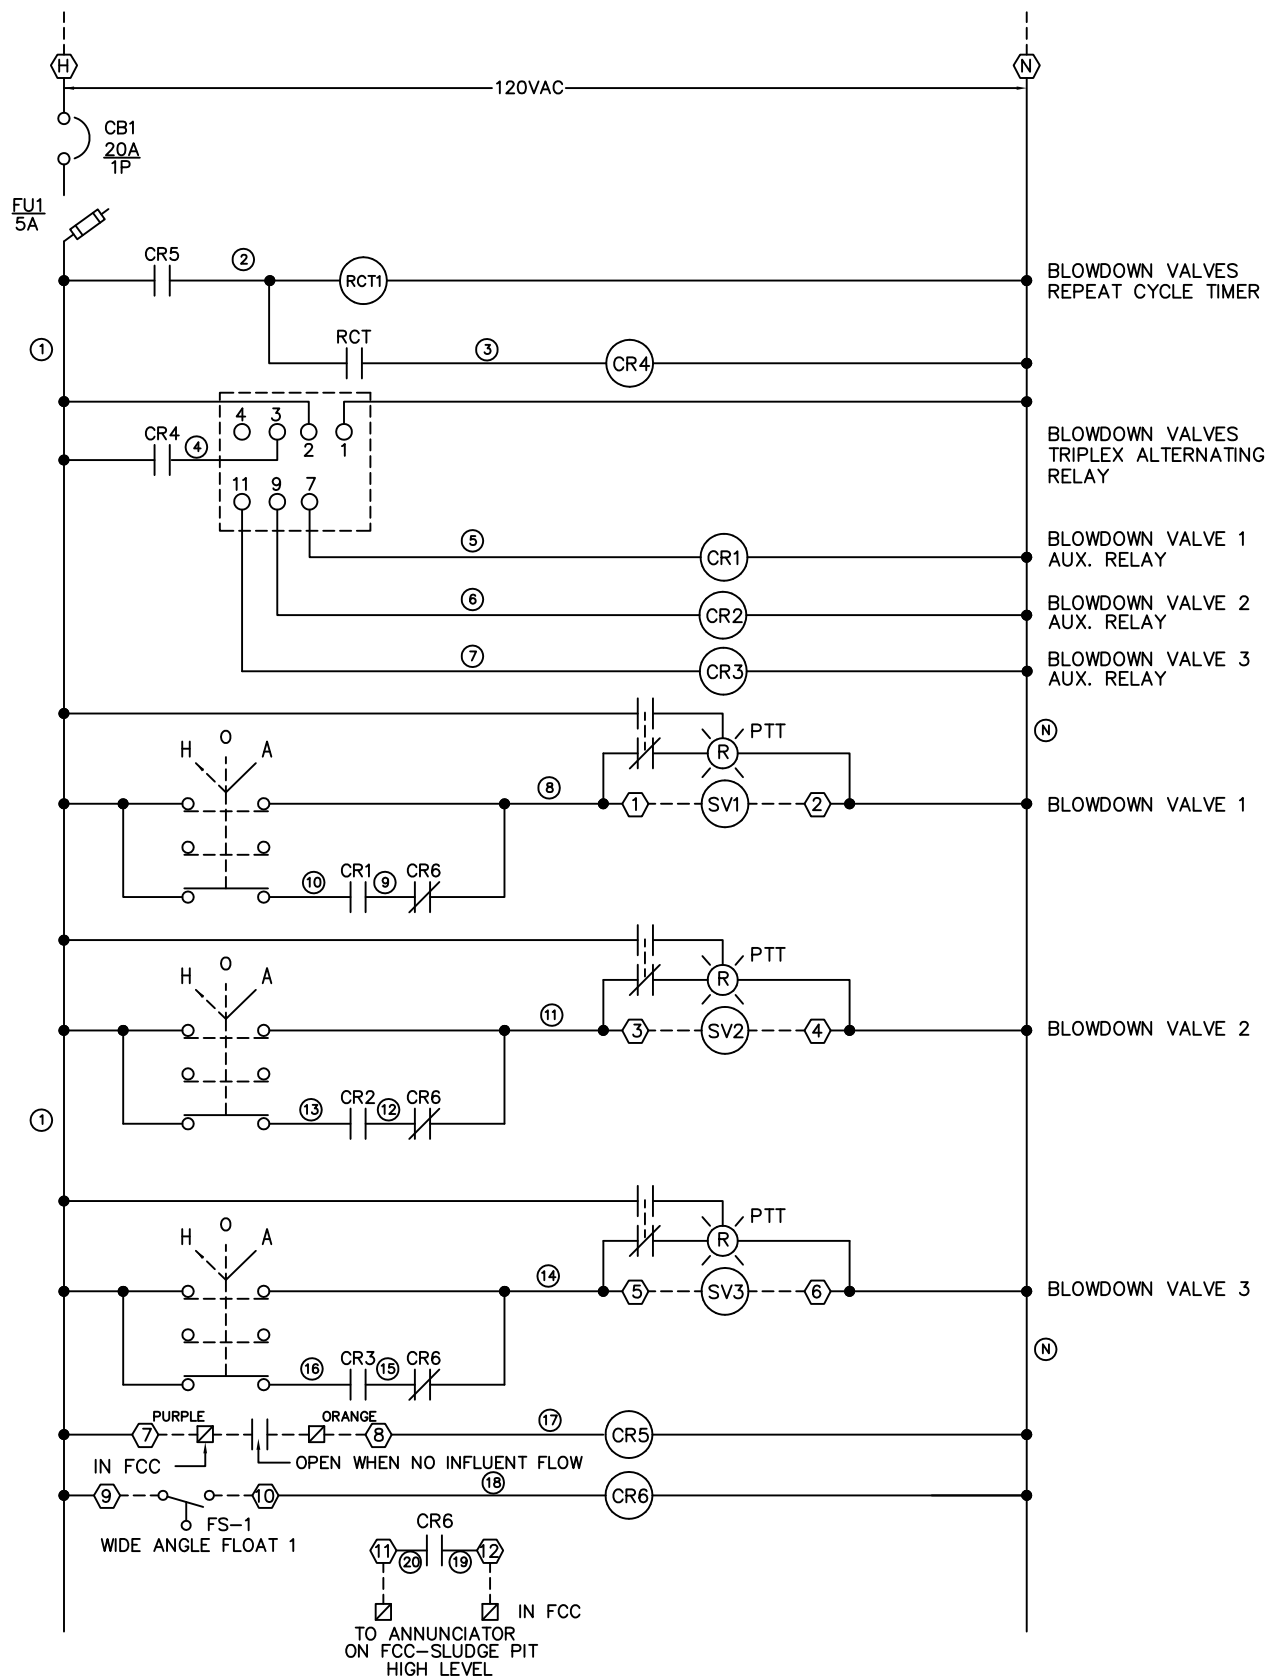 H
N
120VAC
CB1
20A
1P
FU1
5A
CR5
2
RCT1
BLOWDOWN VALVES
REPEAT CYCLE TIMER
1
RCT
3
CR4
4 3
2 1
CR4
4
11 9 7
BLOWDOWN VALVES
TRIPLEX ALTERNATING
RELAY
5
CR1
BLOWDOWN VALVE 1
AUX. RELAY
6
CR2
BLOWDOWN VALVE 2
AUX. RELAY
7
CR3
BLOWDOWN VALVE 3
AUX. RELAY
H O A
R
PTT
N
8
1
SV1
2
BLOWDOWN VALVE 1
10
CR1
9
CR6
H O A
R
PTT
11
3
SV2
4
BLOWDOWN VALVE 2
13
CR2
12
CR6
1
H O A
R
PTT
14
5
SV3
6
BLOWDOWN VALVE 3
N
16
CR3
15
CR6
7
PURPLE
ORANGE
8
17
CR5
IN FCC
OPEN WHEN NO INFLUENT FLOW
9
10
18
CR6
FS-1
WIDE ANGLE FLOAT 1
CR6
11
20
19
12
IN FCC
TO ANNUNCIATOR
ON FCC-SLUDGE PIT
HIGH LEVEL